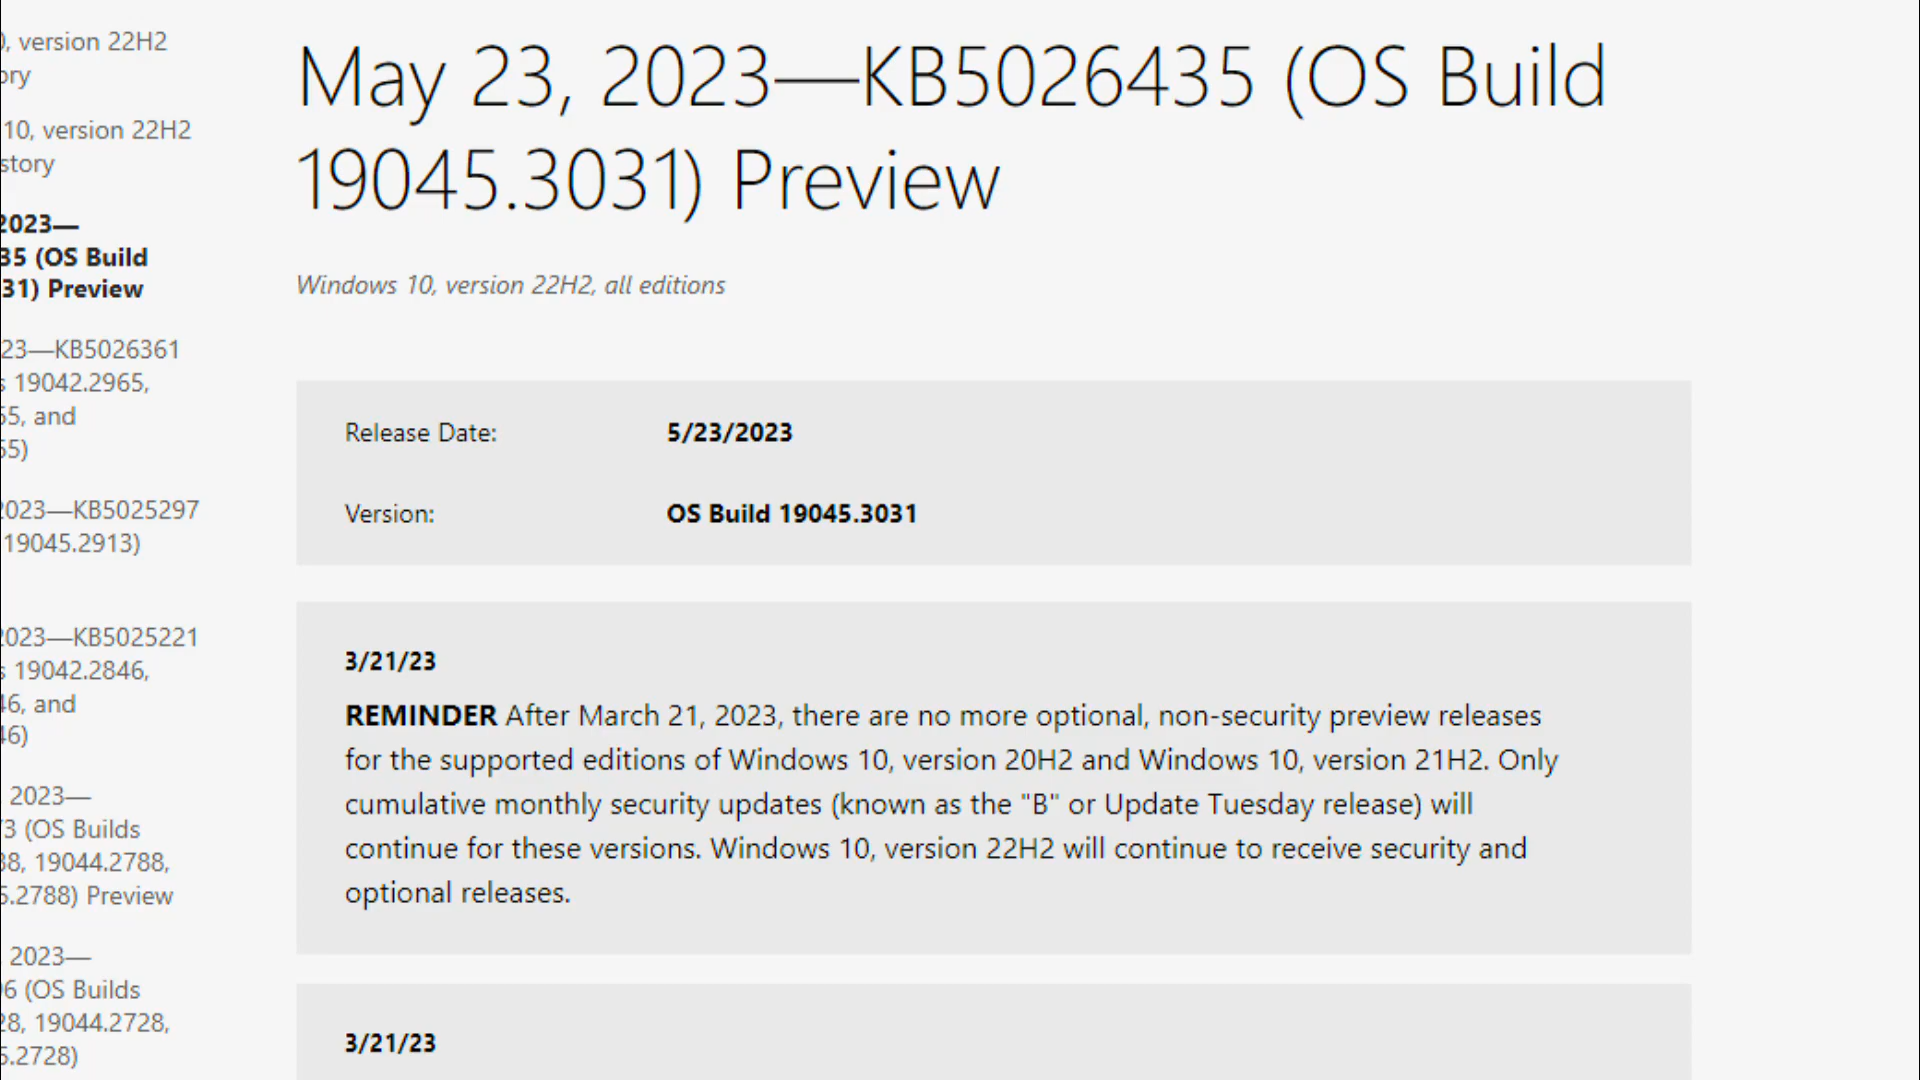 , version 22H2
ory
10, version 22H2
story
2023—
35 (OS Build
31) Preview
23—KB5026361
s 19042.2965,
55, and
55)
2023—KB5025297
19045.2913)
2023—KB5025221
s 19042.2846,
46, and
46)
2023—
73 (OS Builds
88, 19044.2788,
5.2788) Preview
2023—
96 (OS Builds
28, 19044.2728,
5.2728)
May 23, 2023—KB5026435 (OS Build
19045.3031) Preview
Windows 10, version 22H2, all editions
Release Date: 5/23/2023
Version: OS Build 19045.3031
3/21/23
REMINDER After March 21, 2023, there are no more optional, non-security preview releases
for the supported editions of Windows 10, version 20H2 and Windows 10, version 21H2. Only
cumulative monthly security updates (known as the "B" or Update Tuesday release) will
continue for these versions. Windows 10, version 22H2 will continue to receive security and
optional releases.
3/21/23